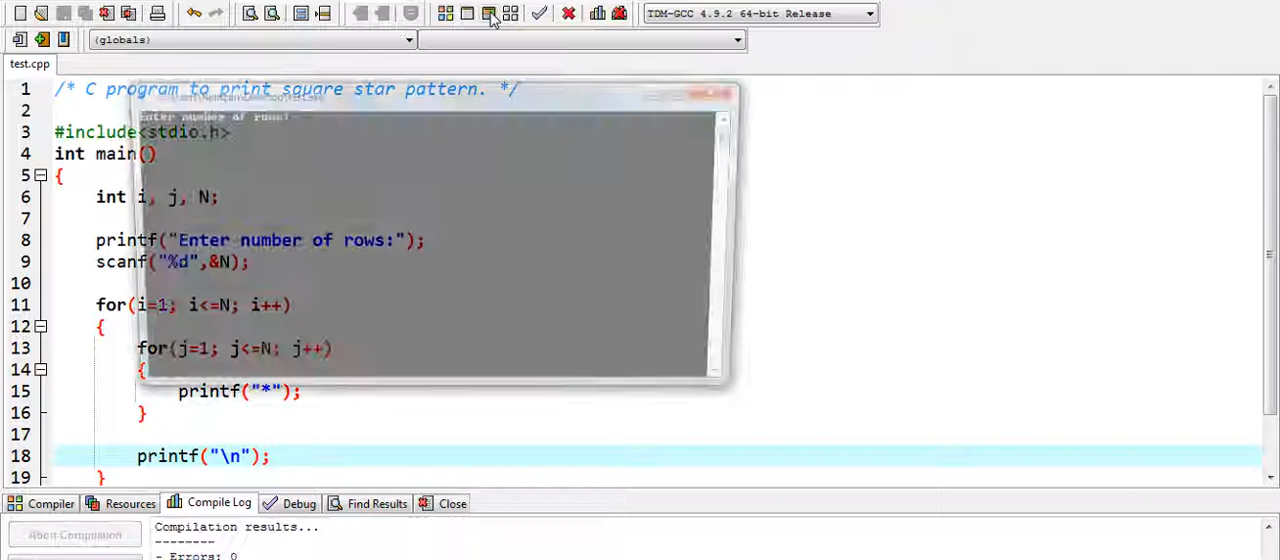 TDM-GCC 4.9.2 64-bit Release
(globals)
test.cpp
1 /* C program to print square star pattern. */
2
Enter number of rows:
3 #include<stdio.h>
4 int main()
5 {
6 int i, j, N;
7
8 printf("Enter number of rows:");
9 scanf("%d",&N);
10
11 for(i=1; i<=N; i++)
12 {
13 for(j=1; j<=N; j++)
14 {
15 printf("*");
16 }
17
18 printf("\n");
19 }
Compiler Resources Compile Log Debug Find Results Close
Abort Compilation
Compilation results...
--------
- Errors: 0